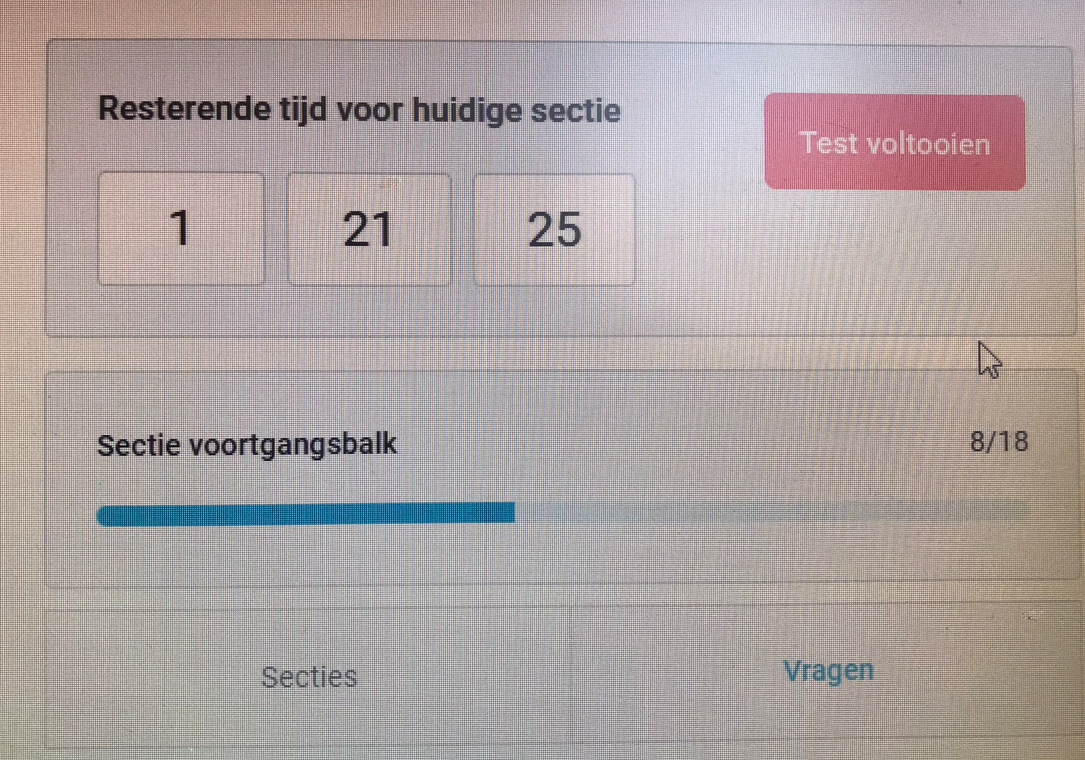 Resterende tijd voor huidige sectie
Test voltooien
1 21 25
Sectie voortgangsbalk 8/18
Secties Vragen